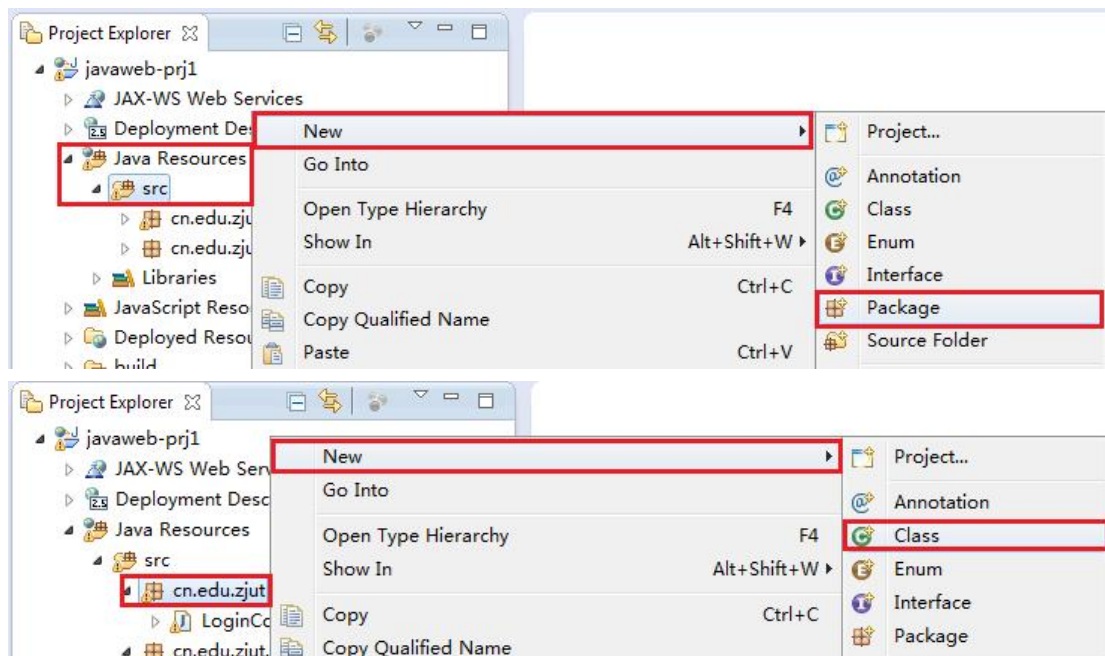 Project Explorer
javaweb-prj1
JAX-WS Web Services
Deployment Des
Java Resources
src
cn.edu.zju
cn.edu.zju
Libraries
JavaScript Reso
Deployed Resou
build
New
Go Into
Open Type Hierarchy F4
Show In Alt+Shift+W
Copy Ctrl+C
Copy Qualified Name
Paste Ctrl+V
Project...
Annotation
Class
Enum
Interface
Package
Source Folder
Project Explorer
javaweb-prj1
JAX-WS Web Serv
Deployment Desc
Java Resources
src
cn.edu.zjut
LoginCo
cn.edu.zjut.
New
Go Into
Open Type Hierarchy F4
Show In Alt+Shift+W
Copy Ctrl+C
Copy Qualified Name
Project...
Annotation
Class
Enum
Interface
Package